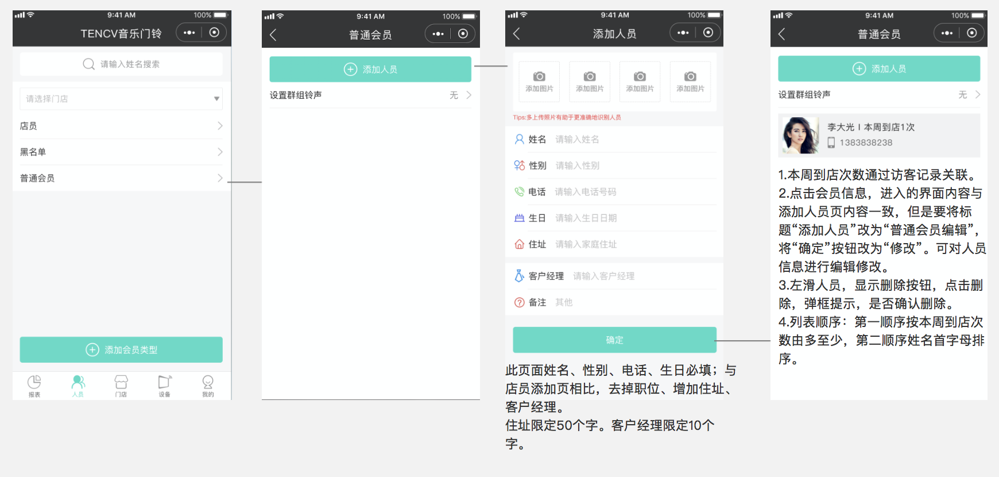 9:41 AM
100%
TENCV音乐门铃
请输入姓名搜索
请选择门店
店员
黑名单
普通会员
添加会员类型
报表
人员
门店
设备
我的
9:41 AM
100%
普通会员
添加人员
设置群组铃声
无
9:41 AM
100%
添加人员
添加图片
添加图片
添加图片
添加图片
Tips:多上传照片有助于更准确地识别人员
姓名 请输入姓名
性别 请输入性别
电话 请输入电话号码
生日 请输入生日日期
住址 请输入家庭住址
客户经理 请输入客户经理
备注 其他
确定
此页面姓名、性别、电话、生日必填；与
店员添加页相比，去掉职位、增加住址、
客户经理。
住址限定50个字。客户经理限定10个
字。
9:41 AM
100%
普通会员
添加人员
设置群组铃声
无
李大光 I 本周到店1次
1383838238
1.本周到店次数通过访客记录关联。
2.点击会员信息，进入的界面内容与
添加人员页内容一致，但是要将标
题“添加人员”改为“普通会员编辑”，
将“确定”按钮改为“修改”。可对人员
信息进行编辑修改。
3.左滑人员，显示删除按钮，点击删
除，弹框提示，是否确认删除。
4.列表顺序：第一顺序按本周到店次
数由多至少，第二顺序姓名首字母排
序。